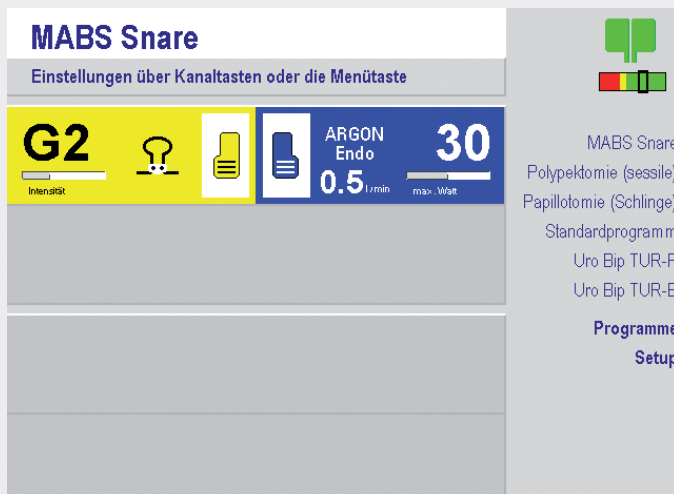 MABS Snare
Einstellungen über Kanaltasten oder die Menütaste
G2
Intensität
ARGON
Endo
0.5 l/min
30
max. Watt
MABS Snare
Polypektomie (sessile)
Papillotomie (Schlinge)
Standardprogramm
Uro Bip TUR-
Uro Bip TUR-
Programme
Setup